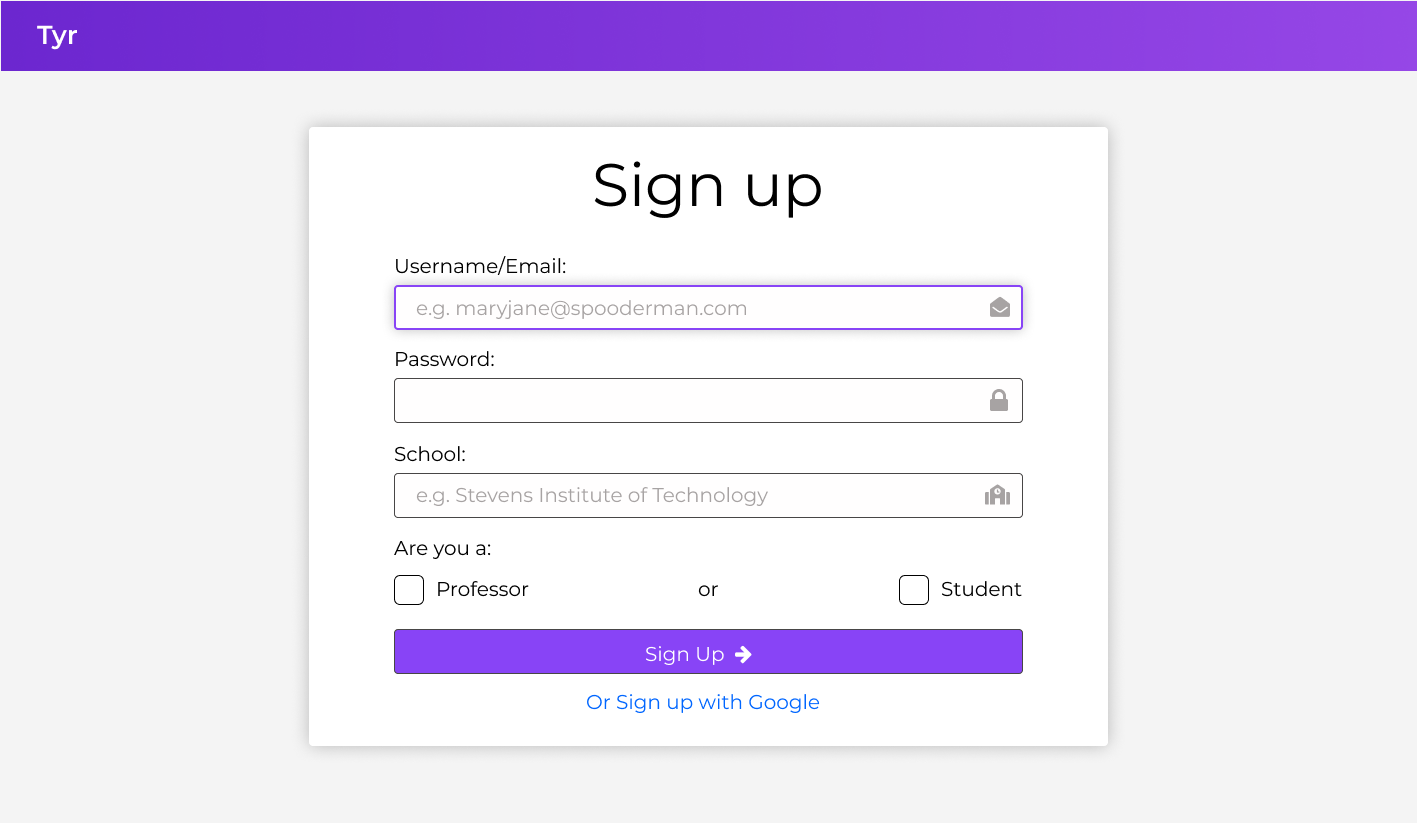 Tyr
Sign up
Username/Email:
e.g. maryjane@spooderman.com
Password:
School:
e.g. Stevens Institute of Technology
Are you a:
Professor or Student
Sign Up
Or Sign up with Google